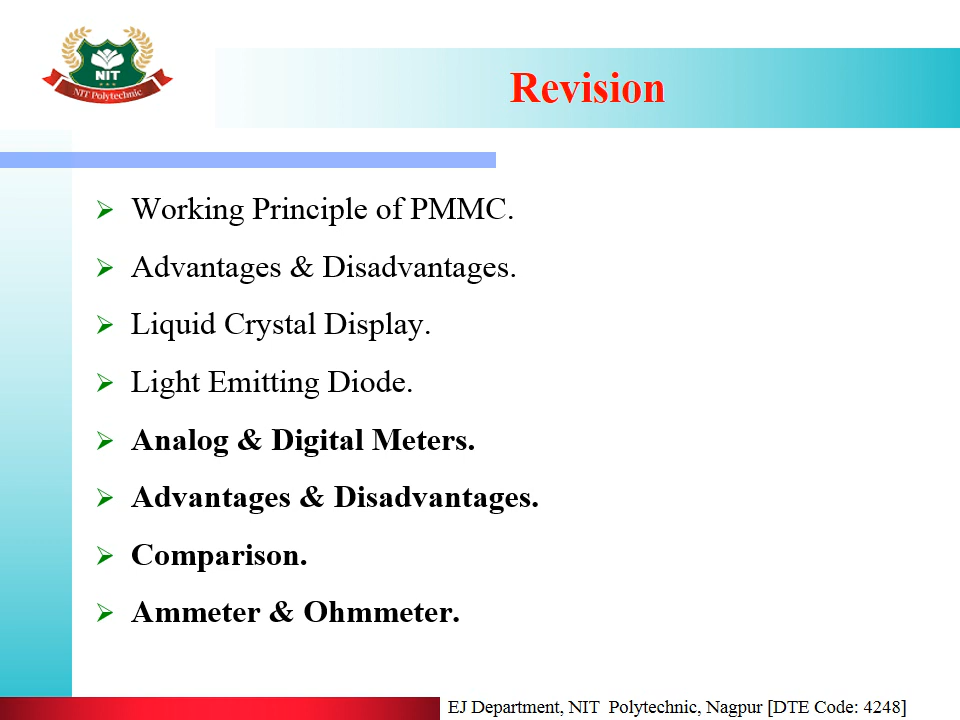 NIT
NIT Polytechnic
Revision
Working Principle of PMMC.
Advantages & Disadvantages.
Liquid Crystal Display.
Light Emitting Diode.
Analog & Digital Meters.
Advantages & Disadvantages.
Comparison.
Ammeter & Ohmmeter.
EJ Department, NIT Polytechnic, Nagpur [DTE Code: 4248]